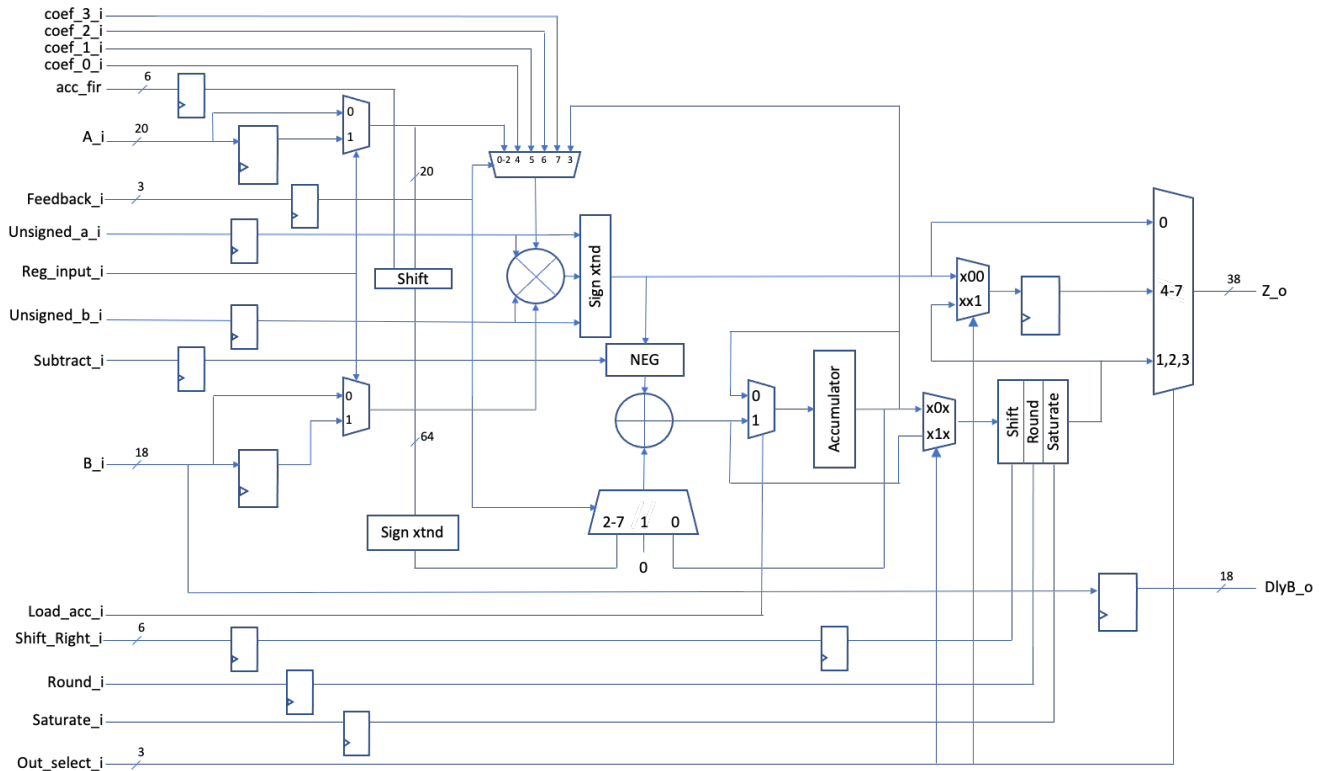 coef_3_i
coef_2_i
coef_1_i
coef_0_i
acc_fir
6
A_i
20
0
1
0-2 4 5 6 7 3
20
Feedback_i
3
Unsigned_a_i
Reg_input_i
Shift
Sign xtnd
Unsigned_b_i
Subtract_i
NEG
0
x00
xx1
4-7
1,2,3
38
Z_o
0
1
0
1
Accumulator
x0x
x1x
Shift
Round
Saturate
64
B_i
18
Sign xtnd
2-7 1 0
0
18
DlyB_o
Load_acc_i
Shift_Right_i
6
Round_i
Saturate_i
Out_select_i
3